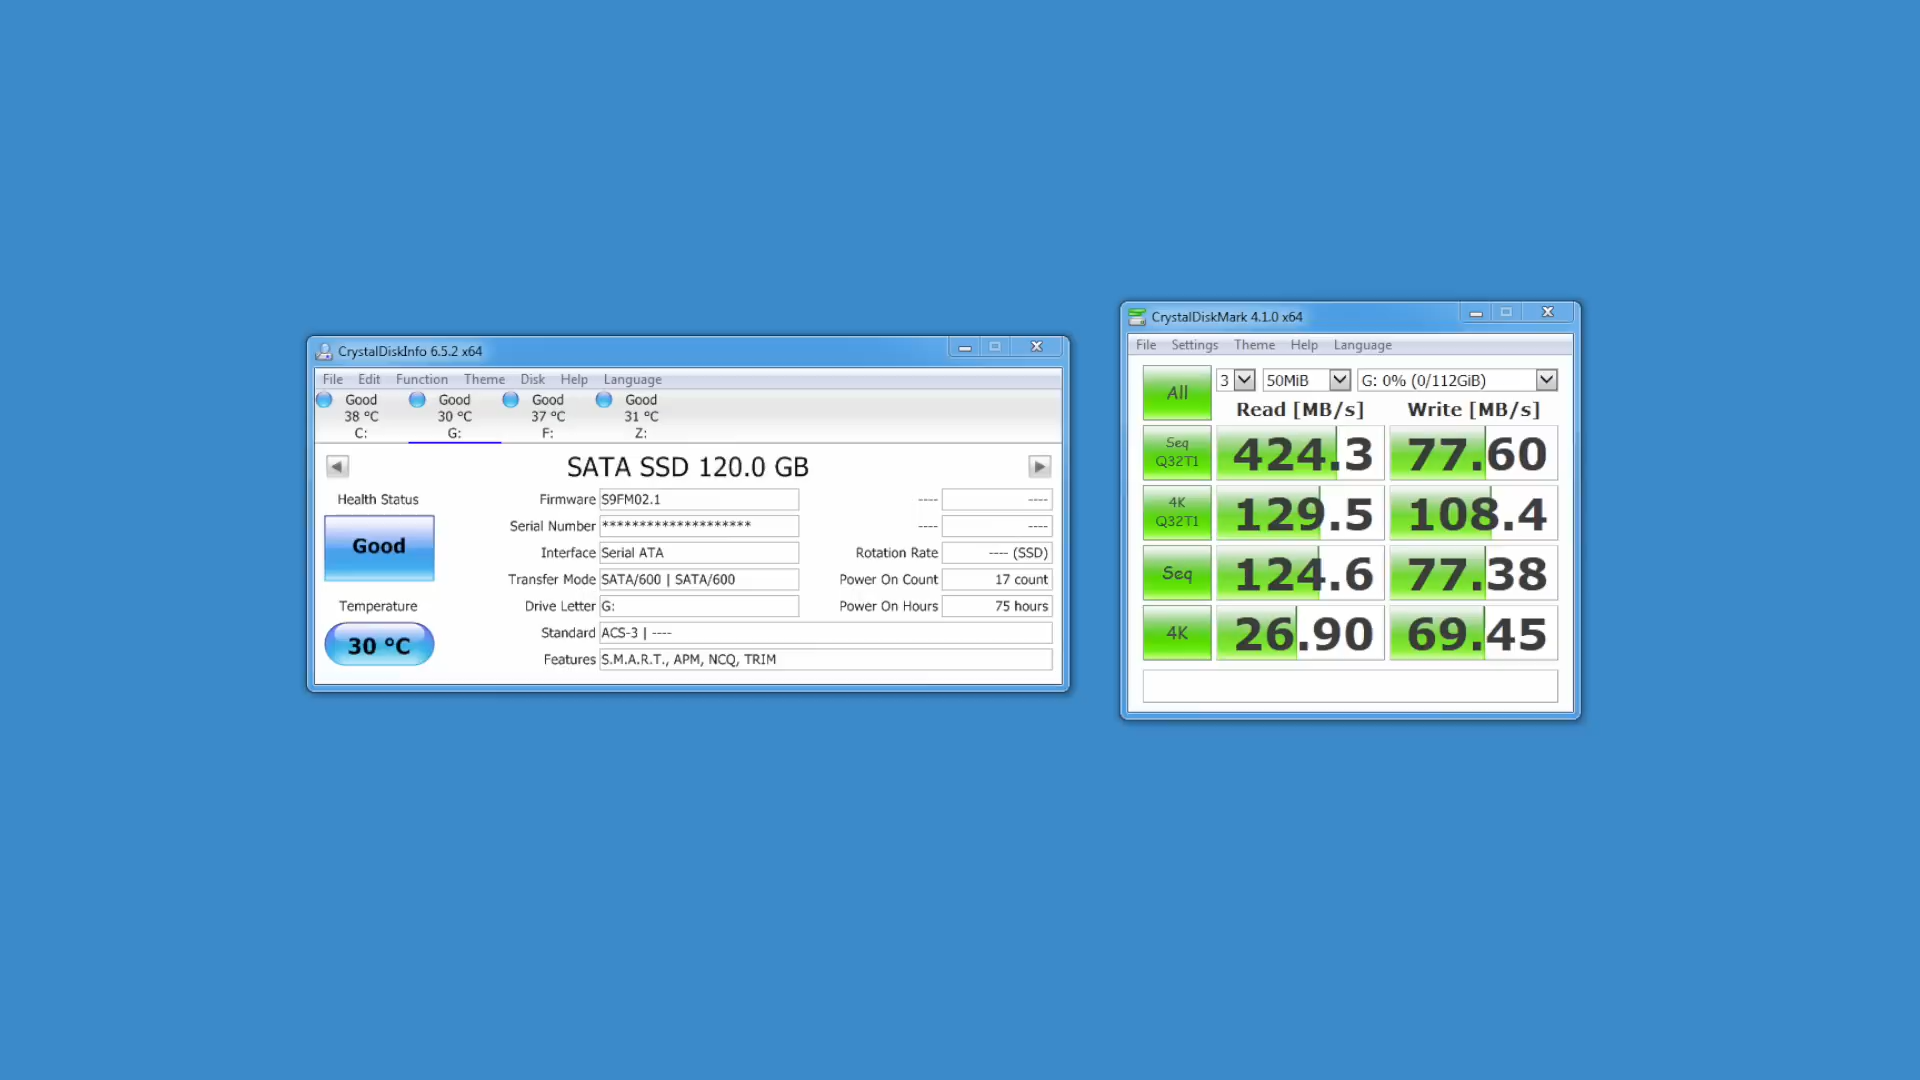 CrystalDiskInfo 6.5.2 x64
File Edit Function Theme Disk Help Language
Good Good Good Good
38 °C 30 °C 37 °C 31 °C
C: G: F: Z:
SATA SSD 120.0 GB
Health Status
Good
Temperature
30 °C
Firmware S9FM02.1 ---- ----
Serial Number ******************** ---- ----
Interface Serial ATA Rotation Rate ---- (SSD)
Transfer Mode SATA/600 | SATA/600 Power On Count 17 count
Drive Letter G: Power On Hours 75 hours
Standard ACS-3 | ----
Features S.M.A.R.T., APM, NCQ, TRIM
CrystalDiskMark 4.1.0 x64
File Settings Theme Help Language
All 3 50MiB G: 0% (0/112GiB)
Read [MB/s] Write [MB/s]
Seq Q32T1 424.3 77.60
4K Q32T1 129.5 108.4
Seq 124.6 77.38
4K 26.90 69.45